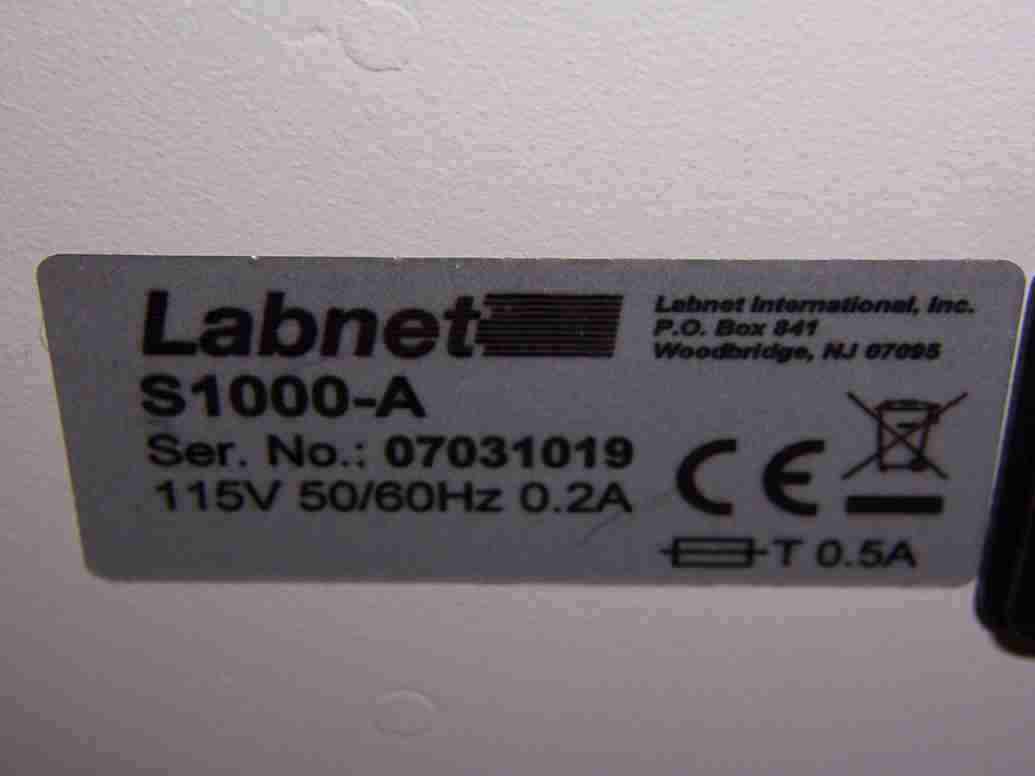 Labnet
Labnet International, Inc.
P.O. Box 841
Woodbridge, NJ 07095
S1000-A
Ser. No.: 07031019
115V 50/60Hz 0.2A
CE
T 0.5A